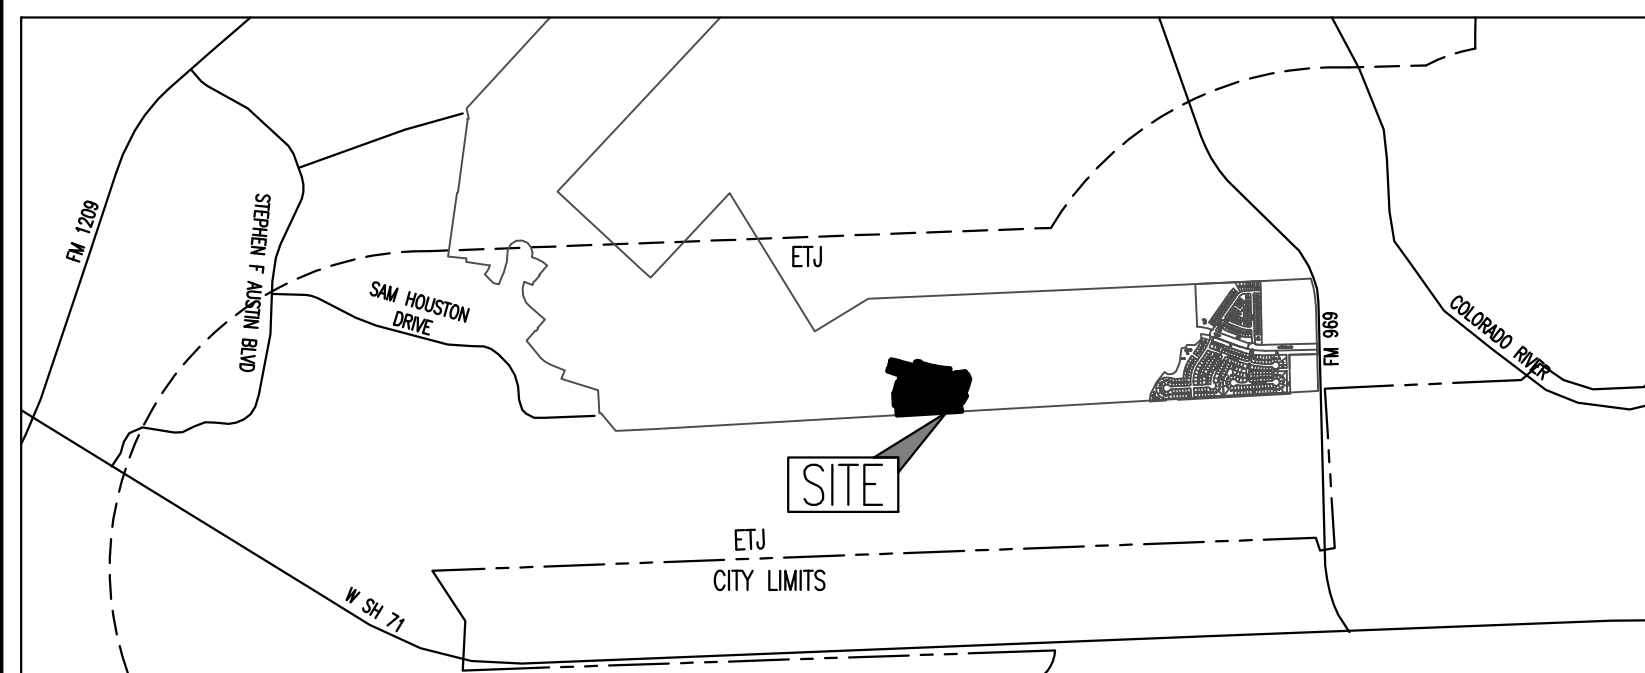 FM 1209
STEPHEN F AUSTIN BLVD
SAM HOUSTON
DRIVE
ETJ
FM 969
COLORADO RIVER
SITE
ETJ
CITY LIMITS
W SH 71